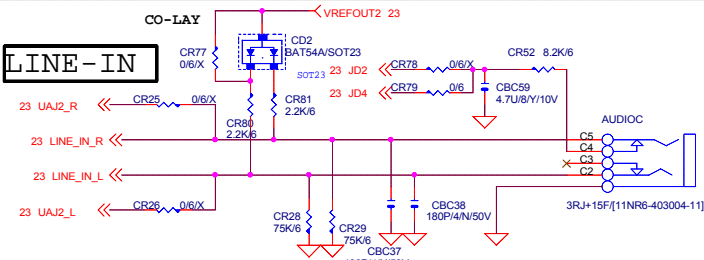 CO-LAY
VREFOUT2 23
CR77
0/6/X
CD2
BAT54A/SOT23
SOT23
LINE-IN
23 JD2
CR78
0/6/X
CR52 8.2K/6
23 JD4
CR79
0/6
CBC59
4.7U/8/Y/10V
23 UAJ2_R
CR25
0/6/X
CR80
2.2K/6
CR81
2.2K/6
AUDIOC
23 LINE_IN_R
C5
C4
C3
23 LINE_IN_L
C2
23 UAJ2_L
CR26
0/6/X
CR28
75K/6
CR29
75K/6
CBC38
180P/4/N/50V
3RJ+15F/[11NR6-403004-11]
CBC37